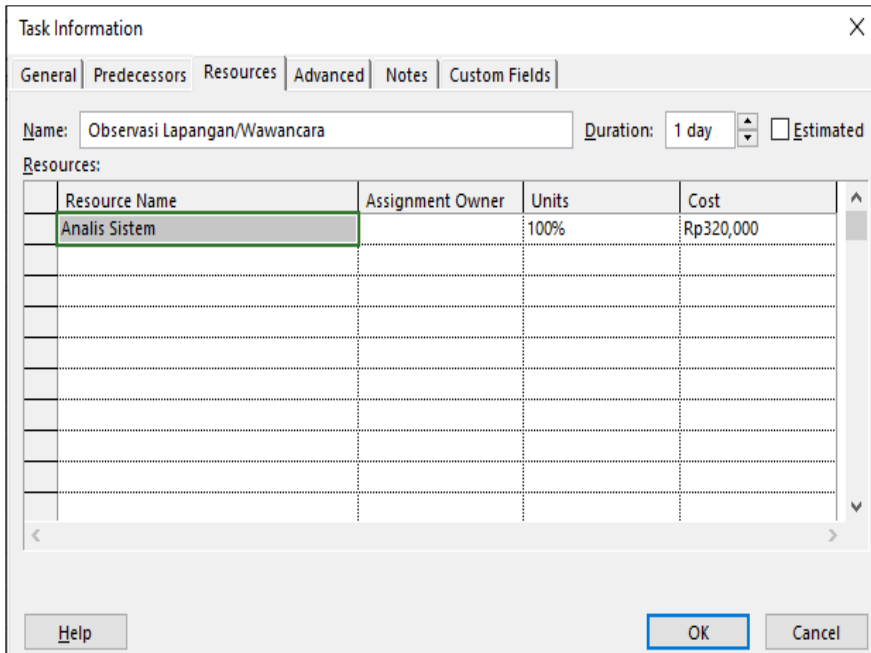 Task Information
General Predecessors Resources Advanced Notes Custom Fields
Name: Observasi Lapangan/Wawancara Duration: 1 day Estimated
Resources:
Resource Name Assignment Owner Units Cost
Analis Sistem 100% Rp320,000
Help OK Cancel